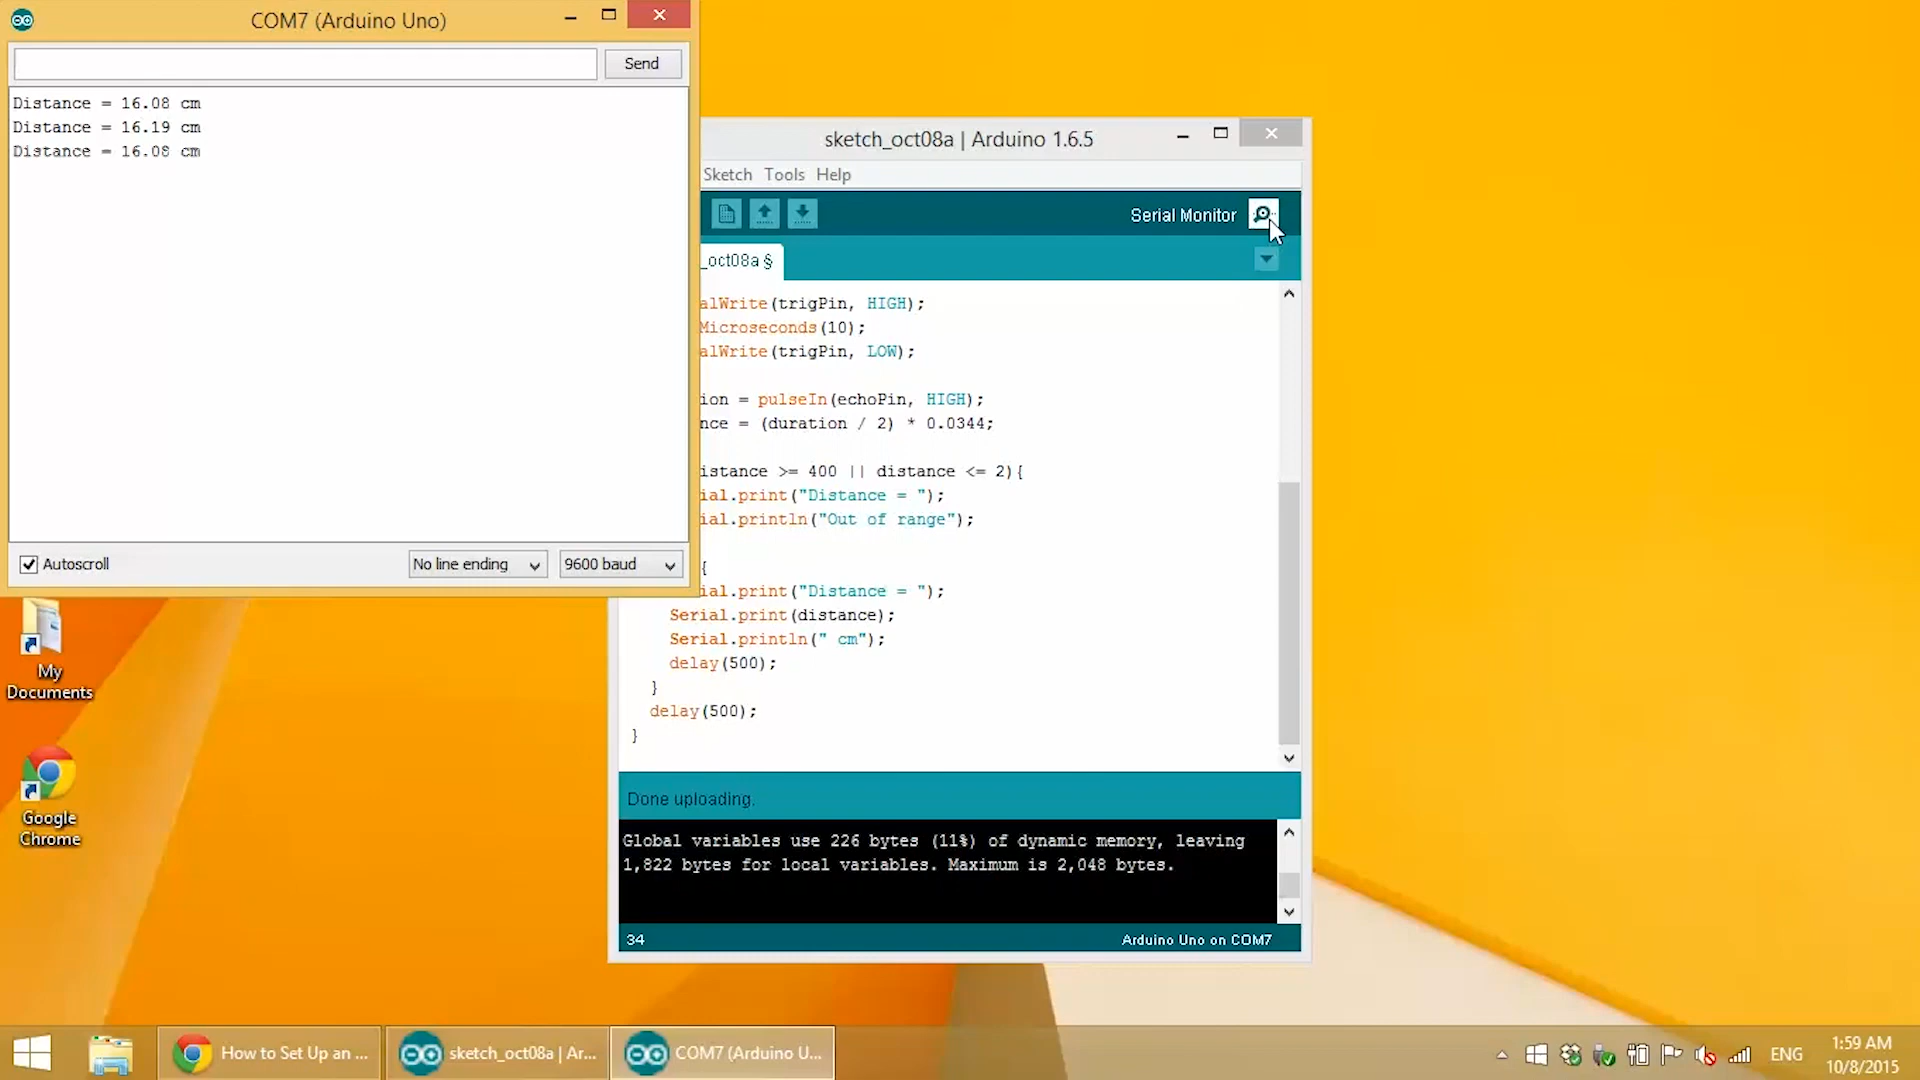 COM7 (Arduino Uno)
Send
Distance = 16.08 cm
Distance = 16.19 cm
Distance = 16.08 cm
Autoscroll
No line ending
9600 baud
sketch_oct08a | Arduino 1.6.5
Sketch Tools Help
Serial Monitor
_oct08a §
alWrite(trigPin, HIGH);
Microseconds(10);
alWrite(trigPin, LOW);
ion = pulseIn(echoPin, HIGH);
nce = (duration / 2) * 0.0344;
istance >= 400 || distance <= 2){
ial.print("Distance = ");
ial.println("Out of range");
{
ial.print("Distance = ");
Serial.print(distance);
Serial.println(" cm");
delay(500);
}
delay(500);
}
Done uploading.
Global variables use 226 bytes (11%) of dynamic memory, leaving
1,822 bytes for local variables. Maximum is 2,048 bytes.
34
Arduino Uno on COM7
My
Documents
Google
Chrome
How to Set Up an ...
sketch_oct08a | Ar...
COM7 (Arduino U...
ENG
1:59 AM
10/8/2015